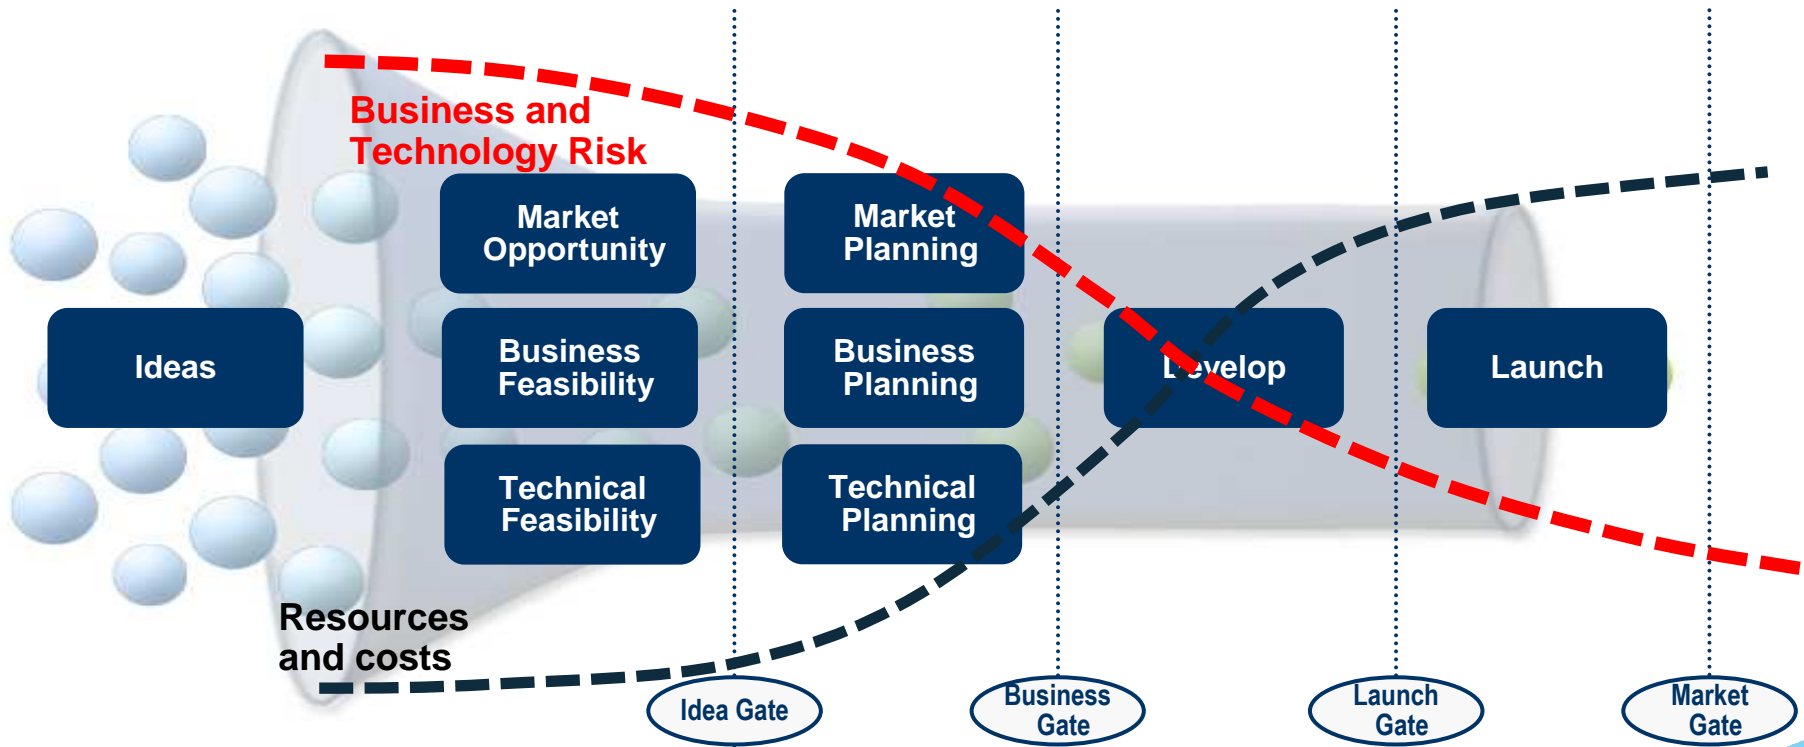 Business and
Technology Risk
Market
Opportunity
Market
Planning
Ideas
Business
Feasibility
Business
Planning
Develop
Launch
Technical
Feasibility
Technical
Planning
Resources
and costs
Idea Gate
Business
Gate
Launch
Gate
Market
Gate